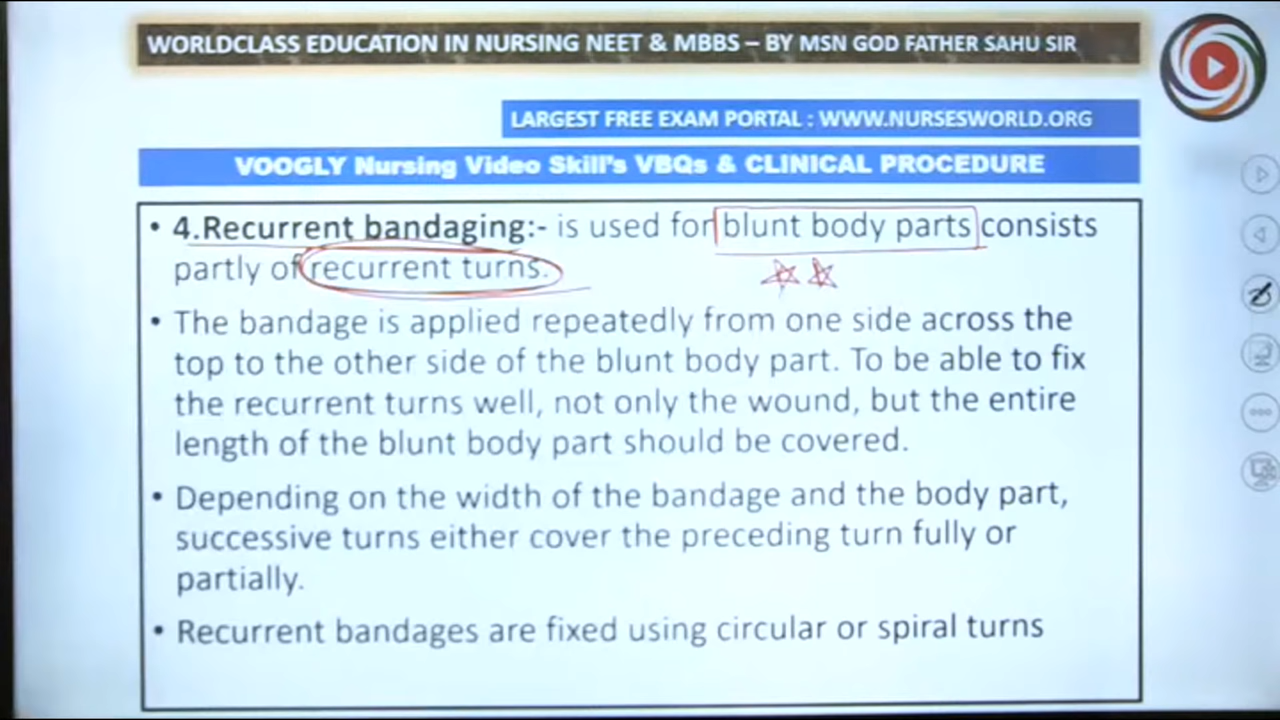 WORLDCLASS EDUCATION IN NURSING NEET & MBBS – BY MSN GOD FATHER SAHU SIR
LARGEST FREE EXAM PORTAL : WWW.NURSESWORLD.ORG
VOOGLY Nursing Video Skill's VBQs & CLINICAL PROCEDURE
• 4.Recurrent bandaging:- is used for blunt body parts consists
partly of recurrent turns.
• The bandage is applied repeatedly from one side across the
top to the other side of the blunt body part. To be able to fix
the recurrent turns well, not only the wound, but the entire
length of the blunt body part should be covered.
• Depending on the width of the bandage and the body part,
successive turns either cover the preceding turn fully or
partially.
• Recurrent bandages are fixed using circular or spiral turns